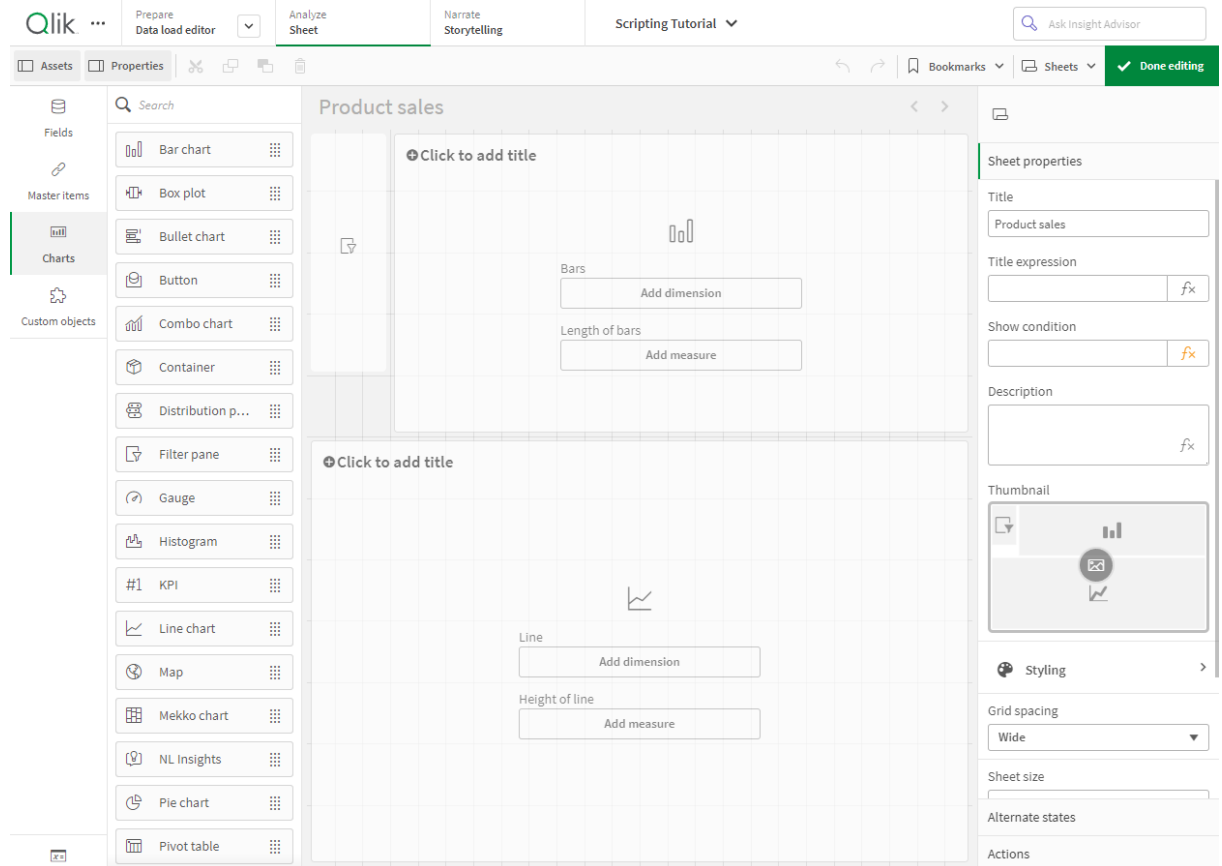 Qlik
Prepare
Data load editor
Analyze
Sheet
Narrate
Storytelling
Scripting Tutorial
Ask Insight Advisor
Assets
Properties
Bookmarks
Sheets
Done editing
Fields
Master items
Charts
Custom objects
Search
Bar chart
Box plot
Bullet chart
Button
Combo chart
Container
Distribution p...
Filter pane
Gauge
Histogram
#1 KPI
Line chart
Map
Mekko chart
NL Insights
Pie chart
Pivot table
Product sales
Click to add title
Bars
Add dimension
Length of bars
Add measure
Click to add title
Line
Add dimension
Height of line
Add measure
Sheet properties
Title
Product sales
Title expression
fx
Show condition
fx
Description
fx
Thumbnail
Styling
Grid spacing
Wide
Sheet size
Alternate states
Actions